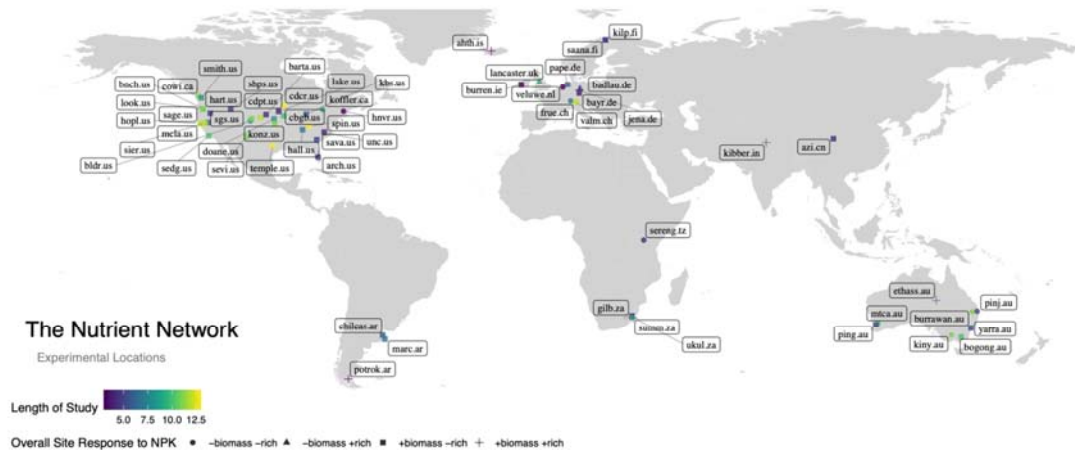 kilp.fi
ahth.is
saana.fi
smith.us
barta.us
lancaster.uk
pape.de
bnch.us
cowi.ca
sbps.us
lake.us
kbs.us
badlau.de
look.us
hart.us
cdpt.us
cdcr.us
koffler.ca
burren.ie
veluwe.nl
bayr.de
hopl.us
sage.us
sgs.us
cbgb.us
spin.us
hnvr.us
frue.ch
valm.ch
jena.de
mcla.us
konz.us
sava.us
unc.us
sier.us
doane.us
hall.us
kibber.in
azi.cn
bldr.us
sedg.us
sevi.us
temple.us
arch.us
sereng.tz
ethass.au
gilb.za
mtca.au
pinj.au
burrawan.au
chilcas.ar
summ.za
ping.au
yarra.au
marc.ar
ukul.za
kiny.au
bogong.au
The Nutrient Network
Experimental Locations
potrok.ar
Length of Study
5.0 7.5 10.0 12.5
Overall Site Response to NPK −biomass −rich −biomass +rich +biomass −rich +biomass +rich